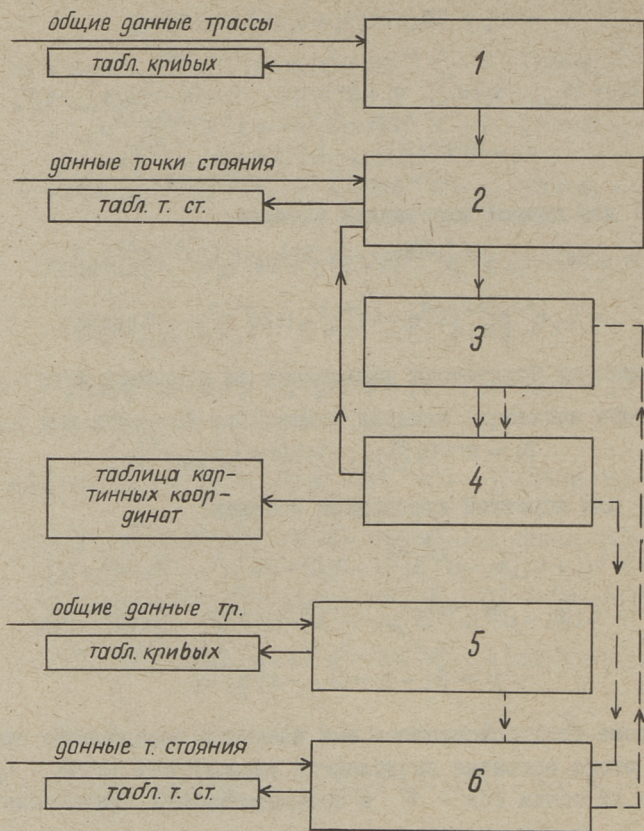 общие данные трассы
табл. кривых
1
данные точки стояния
табл. т. ст.
2
3
таблица кар-
тинных коор-
динат
4
общие данные тр.
табл. кривых
5
данные т. стояния
табл. т. ст.
6